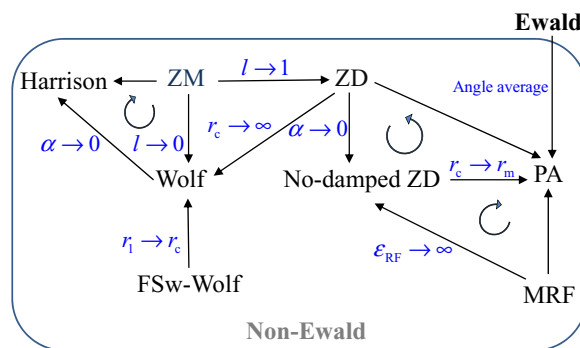 Ewald
Harrison
ZM
l → 1
ZD
Angle average
α → 0
l → 0
r_c → ∞
α → 0
Wolf
No-damped ZD
r_c → r_m
PA
r_l → r_c
ε_RF → ∞
FSw-Wolf
MRF
Non-Ewald